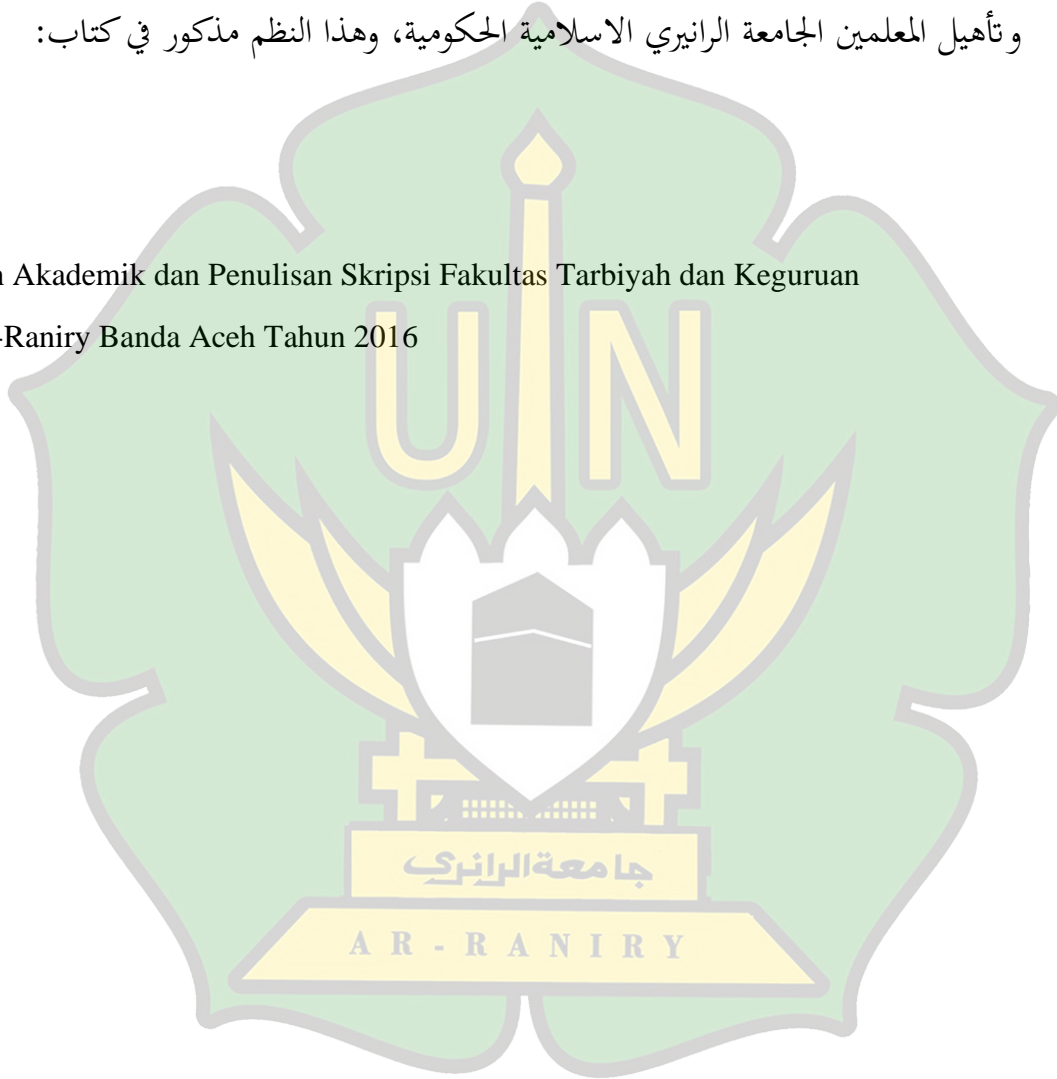 وتأهيل المعلمين الجامعة الرانيري الاسلامية الحكومية، وهذا النظم مذكور في كتاب:
Akademik dan Penulisan Skripsi Fakultas Tarbiyah dan Keguruan
-Raniry Banda Aceh Tahun 2016
UIN
جامعة الرانري
AR-RANIRY